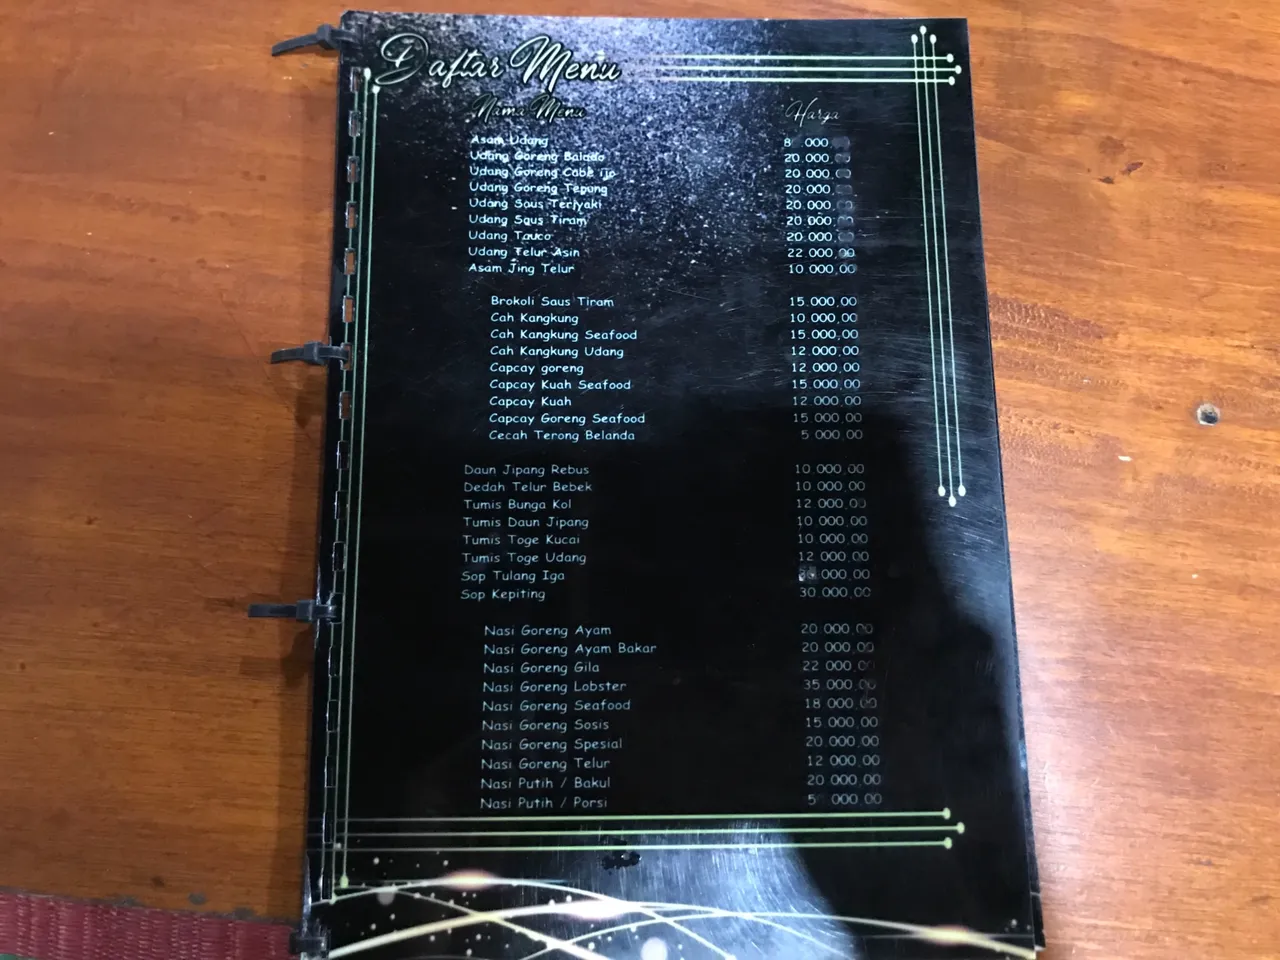 Daftar Menu
Nama Menu Harga
Asam Udang
Udang Goreng Balado 20.000,00
Udang Goreng Cabe ijo 20.000,00
Udang Goreng Tepung 20.000,00
Udang Saus Teriyaki 20.000,00
Udang Saus Tiram 20.000,00
Udang Tauco 20.000,00
Udang Telur Asin 22.000,00
Asam Jing Telur 10.000,00
Brokoli Saus Tiram 15.000,00
Cah Kangkung 10.000,00
Cah Kangkung Seafood 15.000,00
Cah Kangkung Udang 12.000,00
Capcay goreng 12.000,00
Capcay Kuah Seafood 15.000,00
Capcay Kuah 12.000,00
Capcay Goreng Seafood 15.000,00
Cecah Terong Belanda 5.000,00
Daun Jipang Rebus 10.000,00
Dedah Telur Bebek 10.000,00
Tumis Bunga Kol 12.000,00
Tumis Daun Jipang 10.000,00
Tumis Toge Kucai 10.000,00
Tumis Toge Udang 12.000,00
Sop Tulang Iga
Sop Kepiting 30.000,00
Nasi Goreng Ayam 20.000,00
Nasi Goreng Ayam Bakar 20.000,00
Nasi Goreng Gila 22.000,00
Nasi Goreng Lobster 35.000,00
Nasi Goreng Seafood 18.000,00
Nasi Goreng Sosis 15.000,00
Nasi Goreng Spesial 20.000,00
Nasi Goreng Telur 12.000,00
Nasi Putih / Bakul 20.000,00
Nasi Putih / Porsi 5.000,00